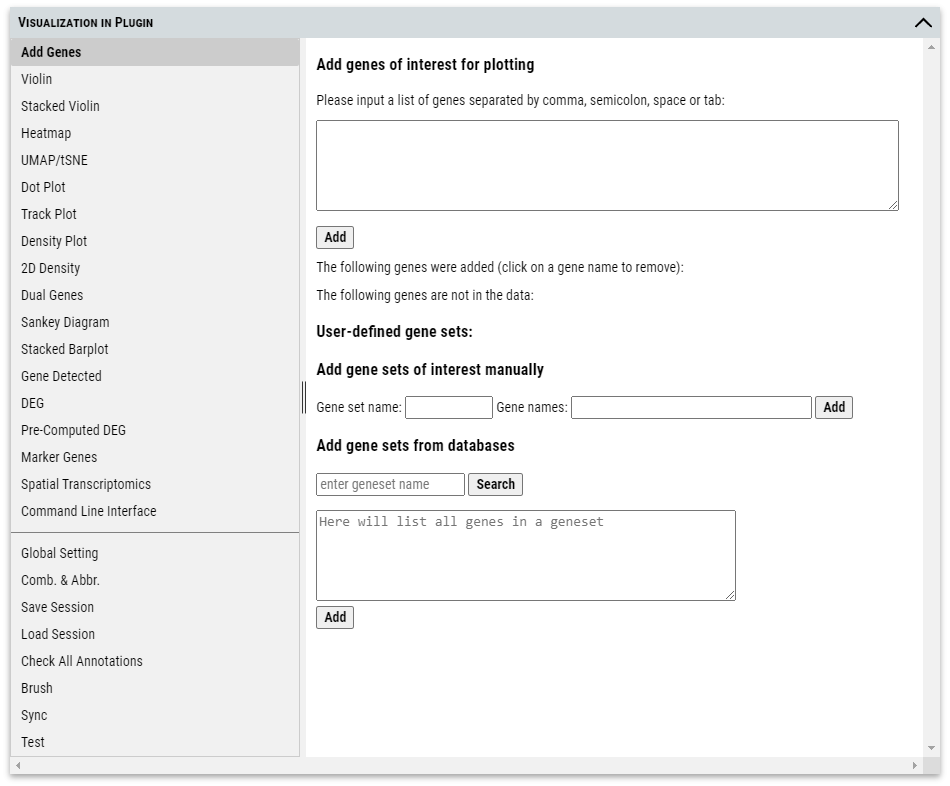 Visualization in Plugin
Add Genes
Violin
Stacked Violin
Heatmap
UMAP/tSNE
Dot Plot
Track Plot
Density Plot
2D Density
Dual Genes
Sankey Diagram
Stacked Barplot
Gene Detected
DEG
Pre-Computed DEG
Marker Genes
Spatial Transcriptomics
Command Line Interface
Global Setting
Comb. & Abbr.
Save Session
Load Session
Check All Annotations
Brush
Sync
Test
Add genes of interest for plotting
Please input a list of genes separated by comma, semicolon, space or tab:
Add
The following genes were added (click on a gene name to remove):
The following genes are not in the data:
User-defined gene sets:
Add gene sets of interest manually
Gene set name: Gene names: Add
Add gene sets from databases
enter geneset name Search
Here will list all genes in a geneset
Add